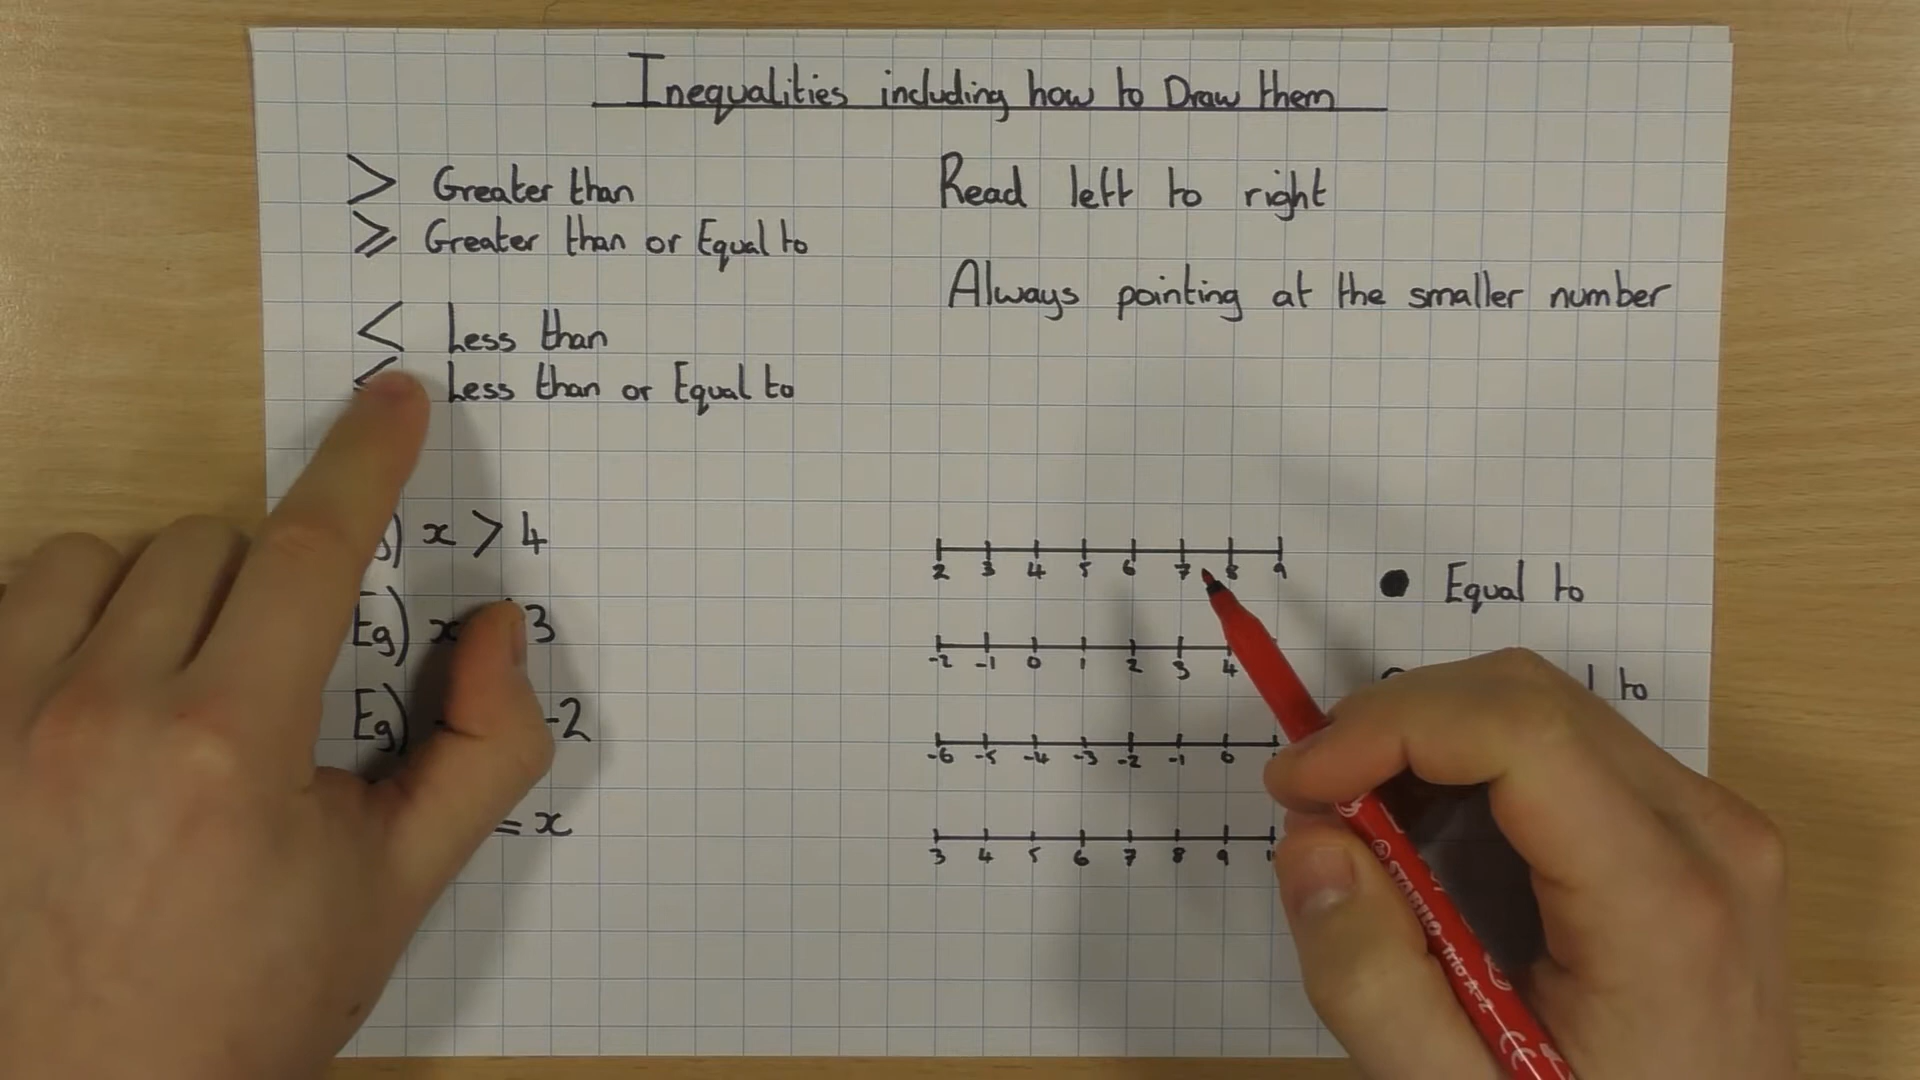 Inequalities including how to Draw them
> Greater than
⩾ Greater than or Equal to
< Less than
Less than or Equal to
Read left to right
Always pointing at the smaller number
) x > 4
Eg) x 3
Eg) -2
= x
2 3 4 5 6 7 8 9
-2 -1 0 1 2 3 4
-6 -5 -4 -3 -2 -1 0
3 4 5 6 7 8 9
● Equal to
to
STABILO Trio A-Z